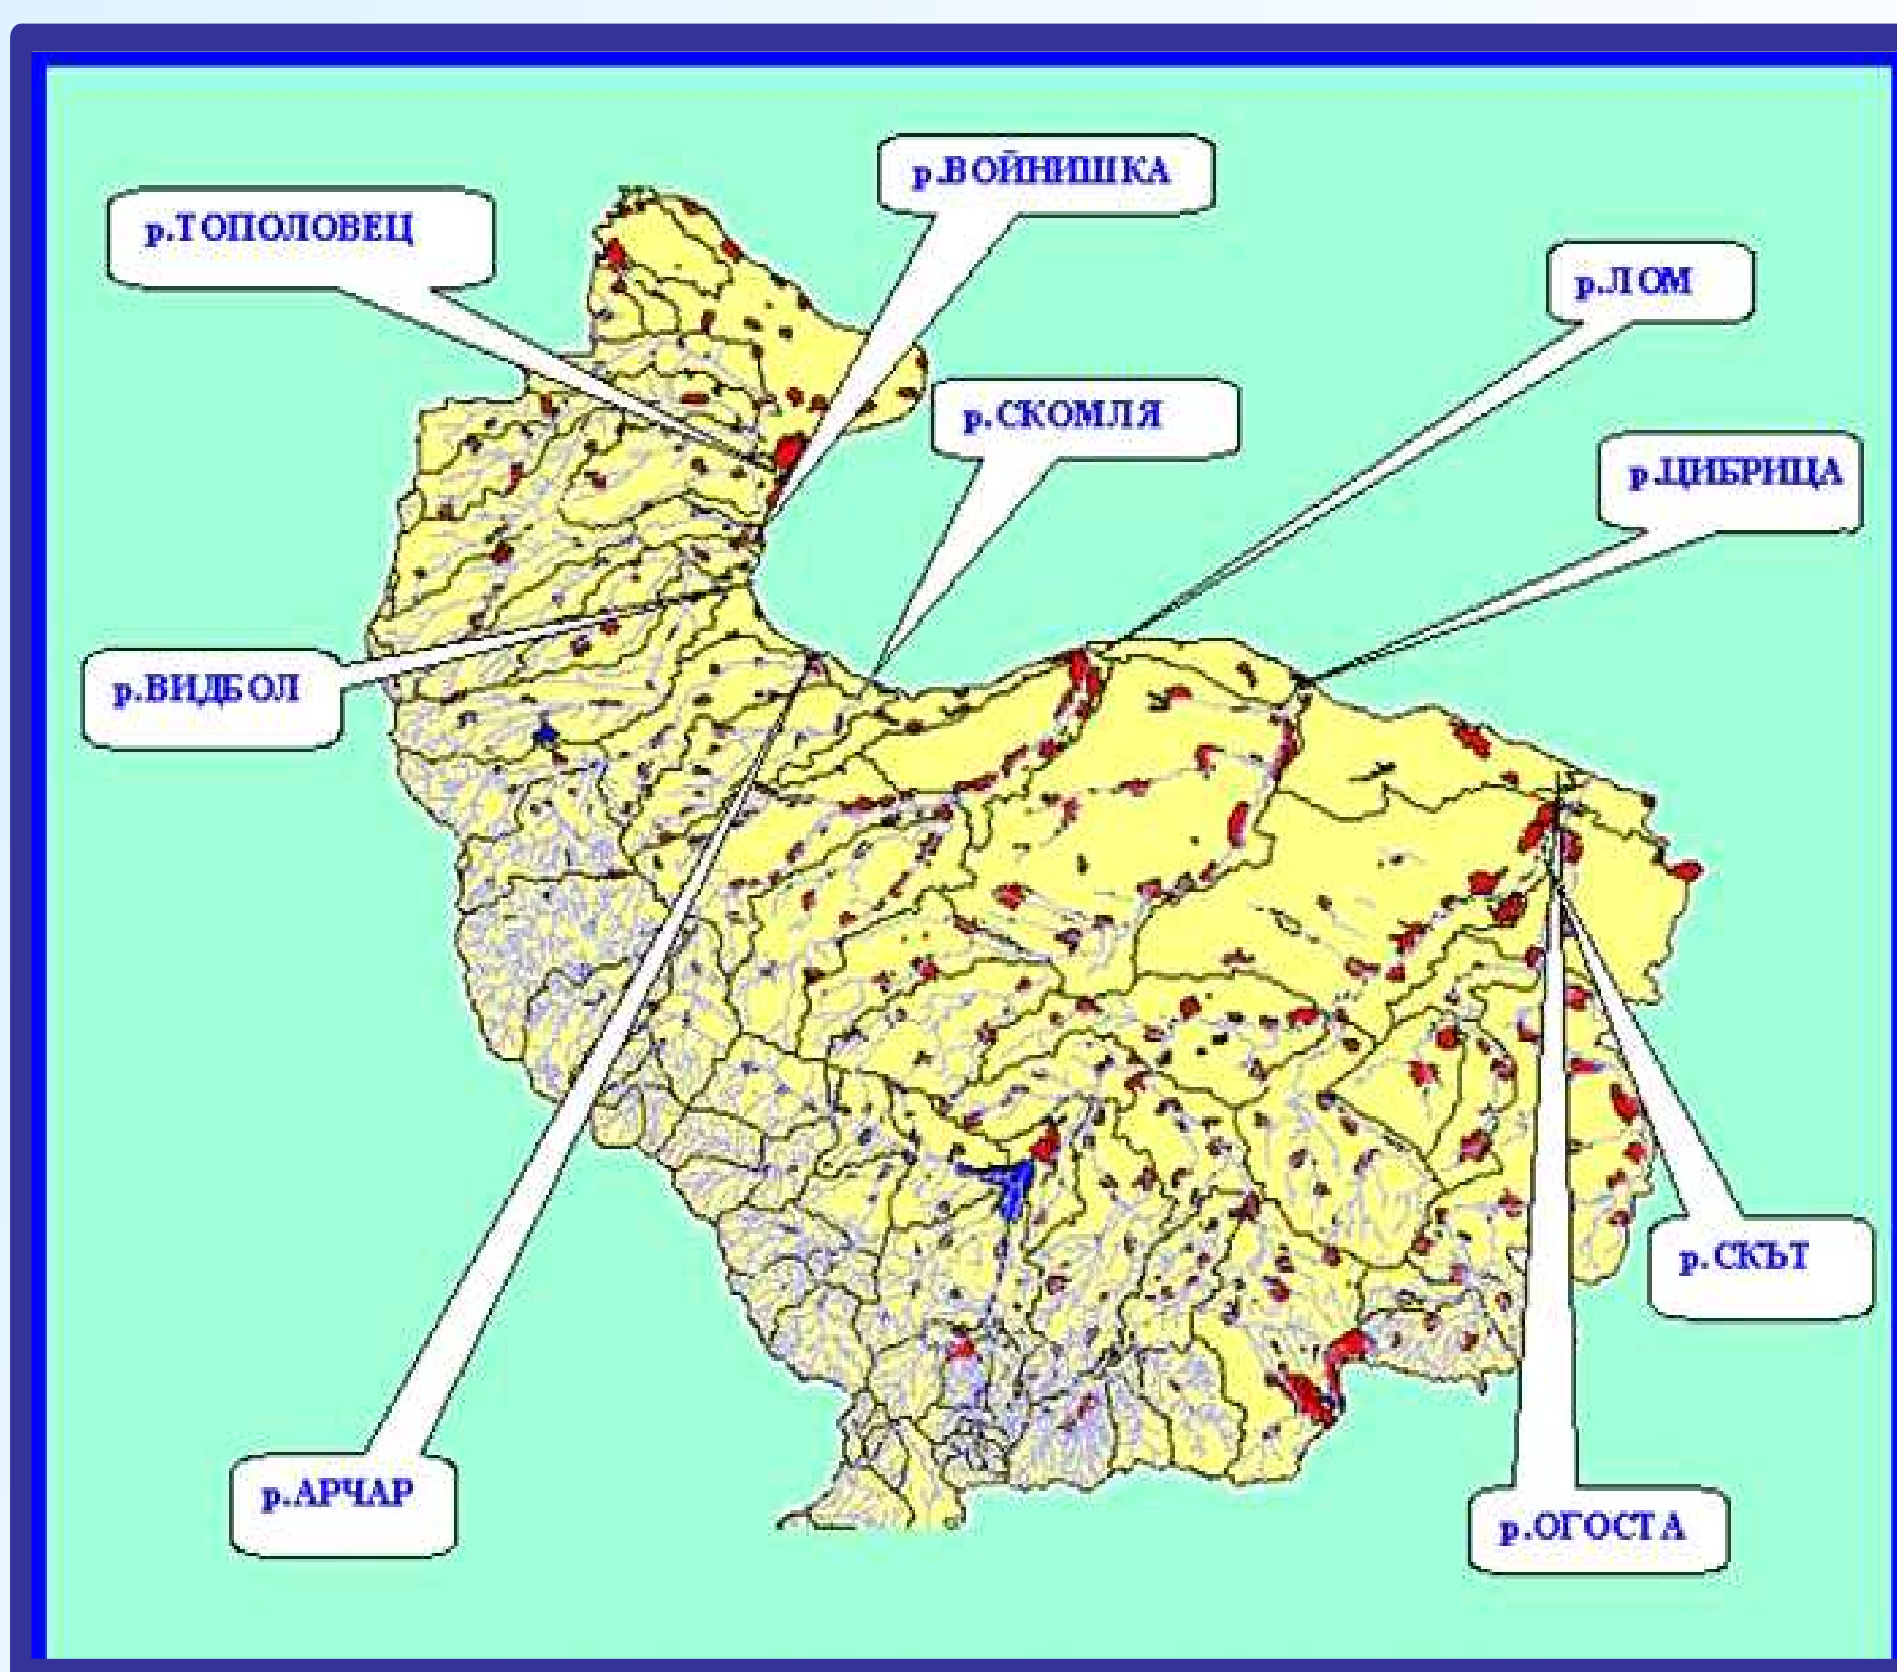 р.ВОЙНИШКА
р.ТОПОЛОВЕЦ
р.ЛОМ
р.СКОМЛЯ
р.ЦИБРИЦА
р.ВИДБОЛ
р.СКЪТ
р.АРЧАР
р.ОГОСТА